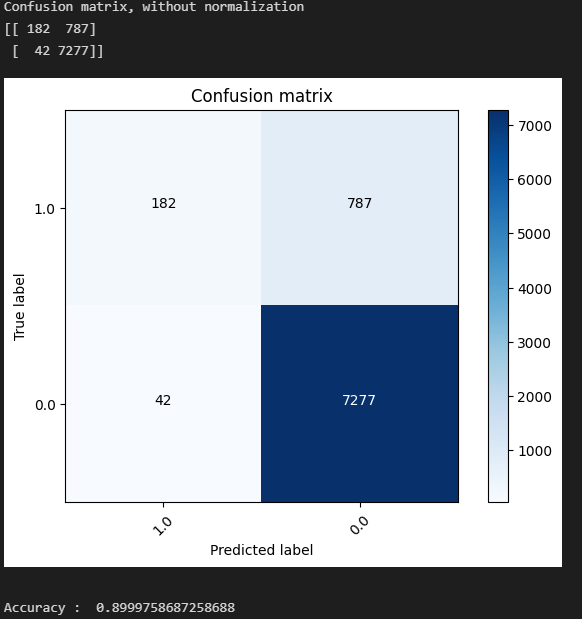 Confusion matrix, without normalization
[[ 182  787]
 [  42 7277]]
Confusion matrix
7000
182 787
6000
1.0
5000
True label
4000
3000
42 7277
0.0
2000
1000
1.0 0.0
Predicted label
Accuracy :  0.8999758687258688